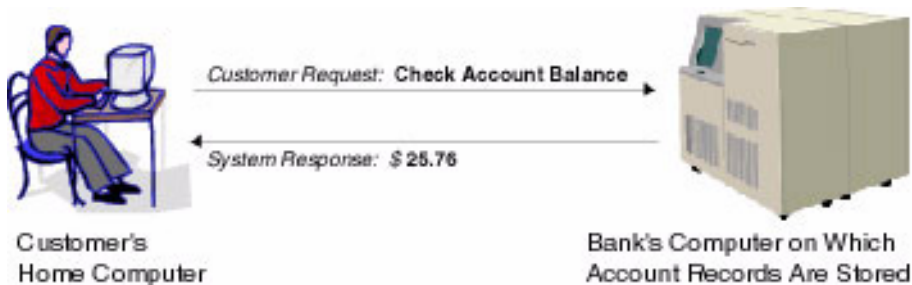 Customer Request: Check Account Balance
System Response: $ 25.76
Customer's
Home Computer
Bank's Computer on Which
Account Records Are Stored